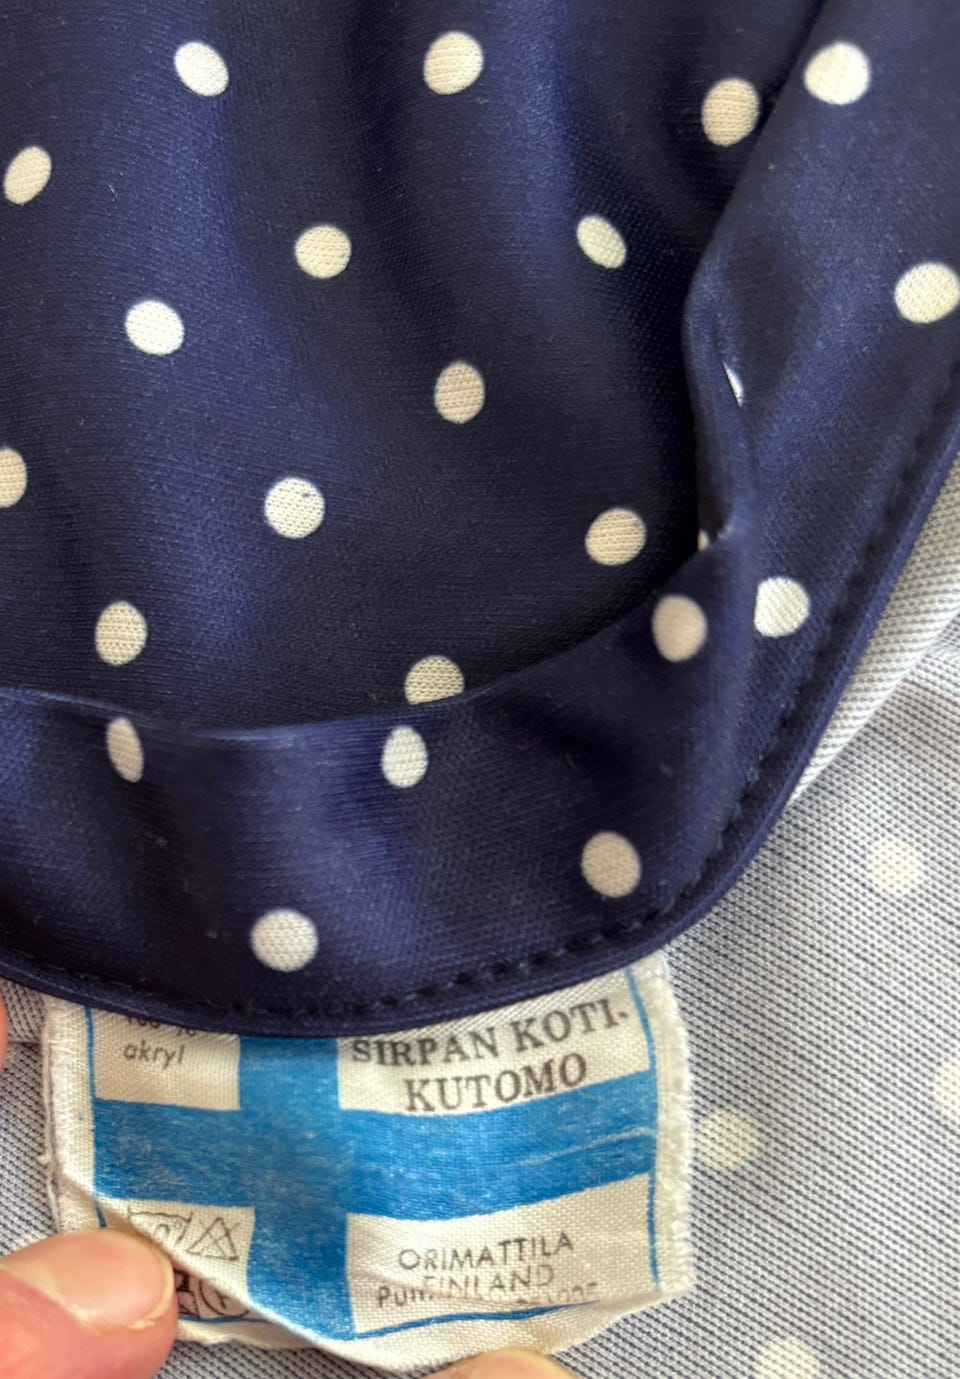 akryl
SIRPAN KOTI-
KUTOMO
ORIMATTILA
FINLAND